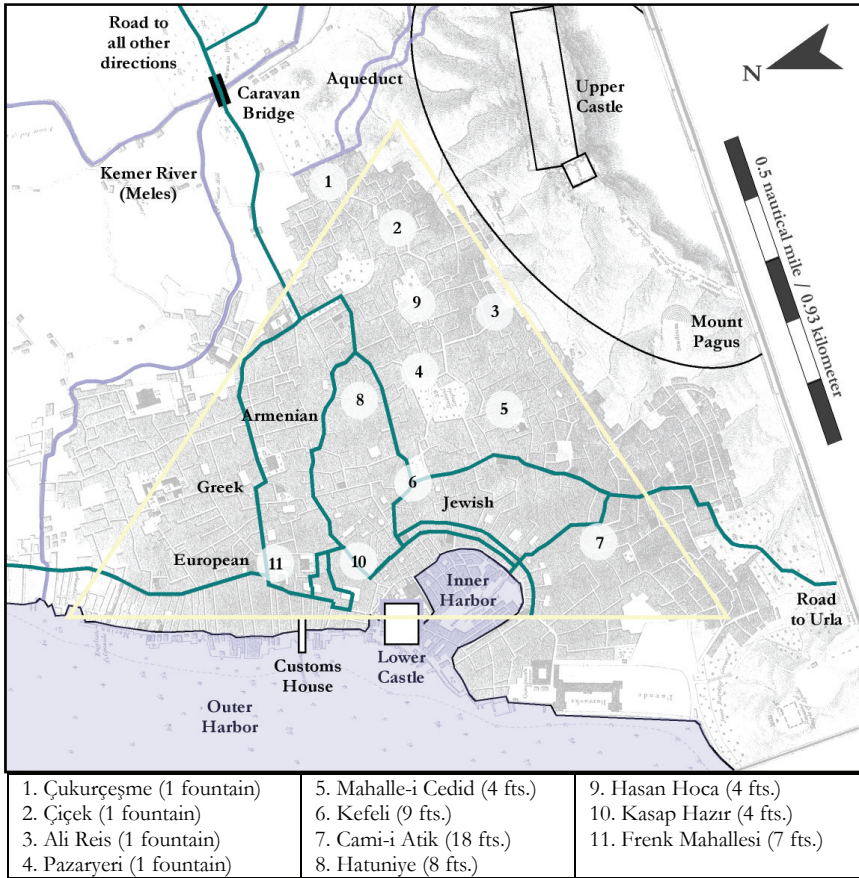 Road to
all other
directions
Caravan
Bridge
Aqueduct
Upper
Castle
N
Kemer River
(Meles)
0.5 nautical mile / 0.93 kilometer
1
2
9
3
Mount
Pagus
4
8
5
Armenian
6
Greek
Jewish
7
European
11
10
Inner
Harbor
Road
to Urla
Customs
House
Lower
Castle
Outer
Harbor
Parade
1. Çukurçeşme (1 fountain)
2. Çiçek (1 fountain)
3. Ali Reis (1 fountain)
4. Pazaryeri (1 fountain)
5. Mahalle-i Cedid (4 fts.)
6. Kefeli (9 fts.)
7. Cami-i Atik (18 fts.)
8. Hatuniye (8 fts.)
9. Hasan Hoca (4 fts.)
10. Kasap Hazır (4 fts.)
11. Frenk Mahallesi (7 fts.)